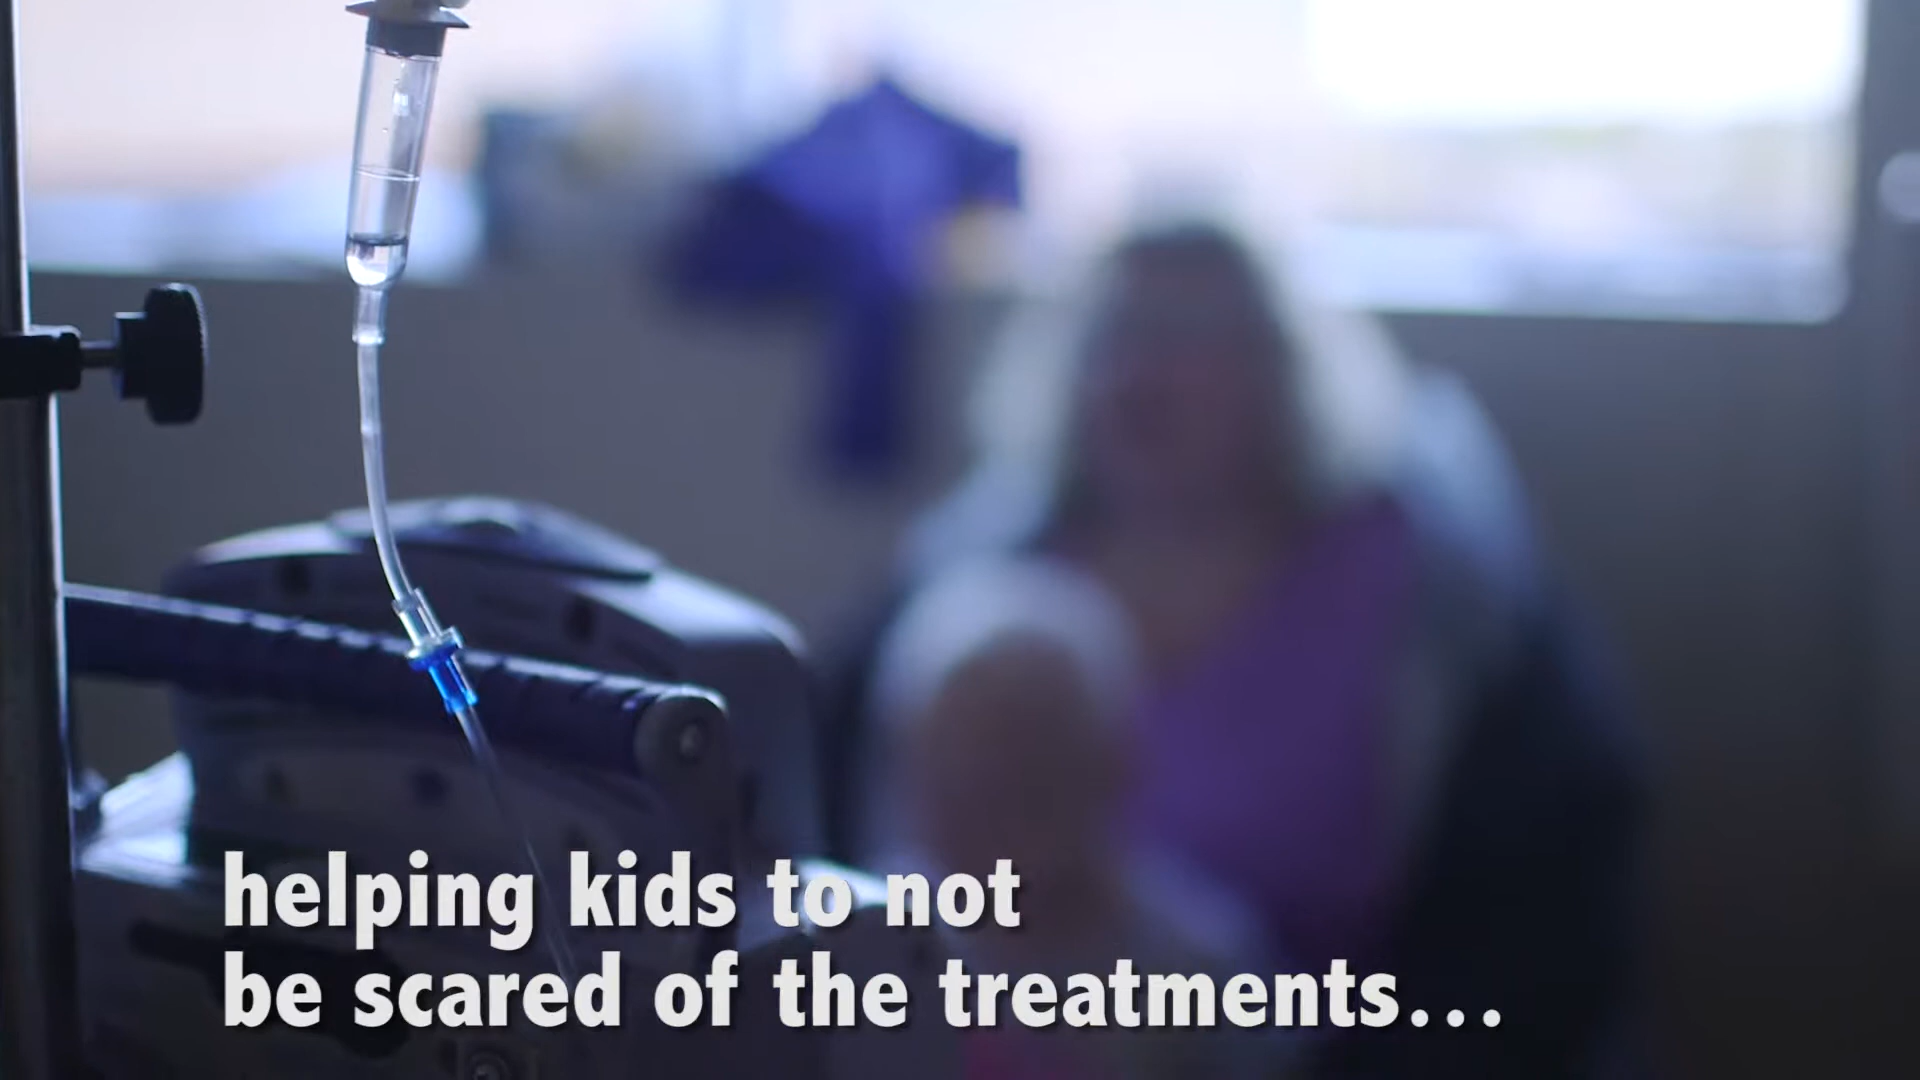 helping kids to not
be scared of the treatments...